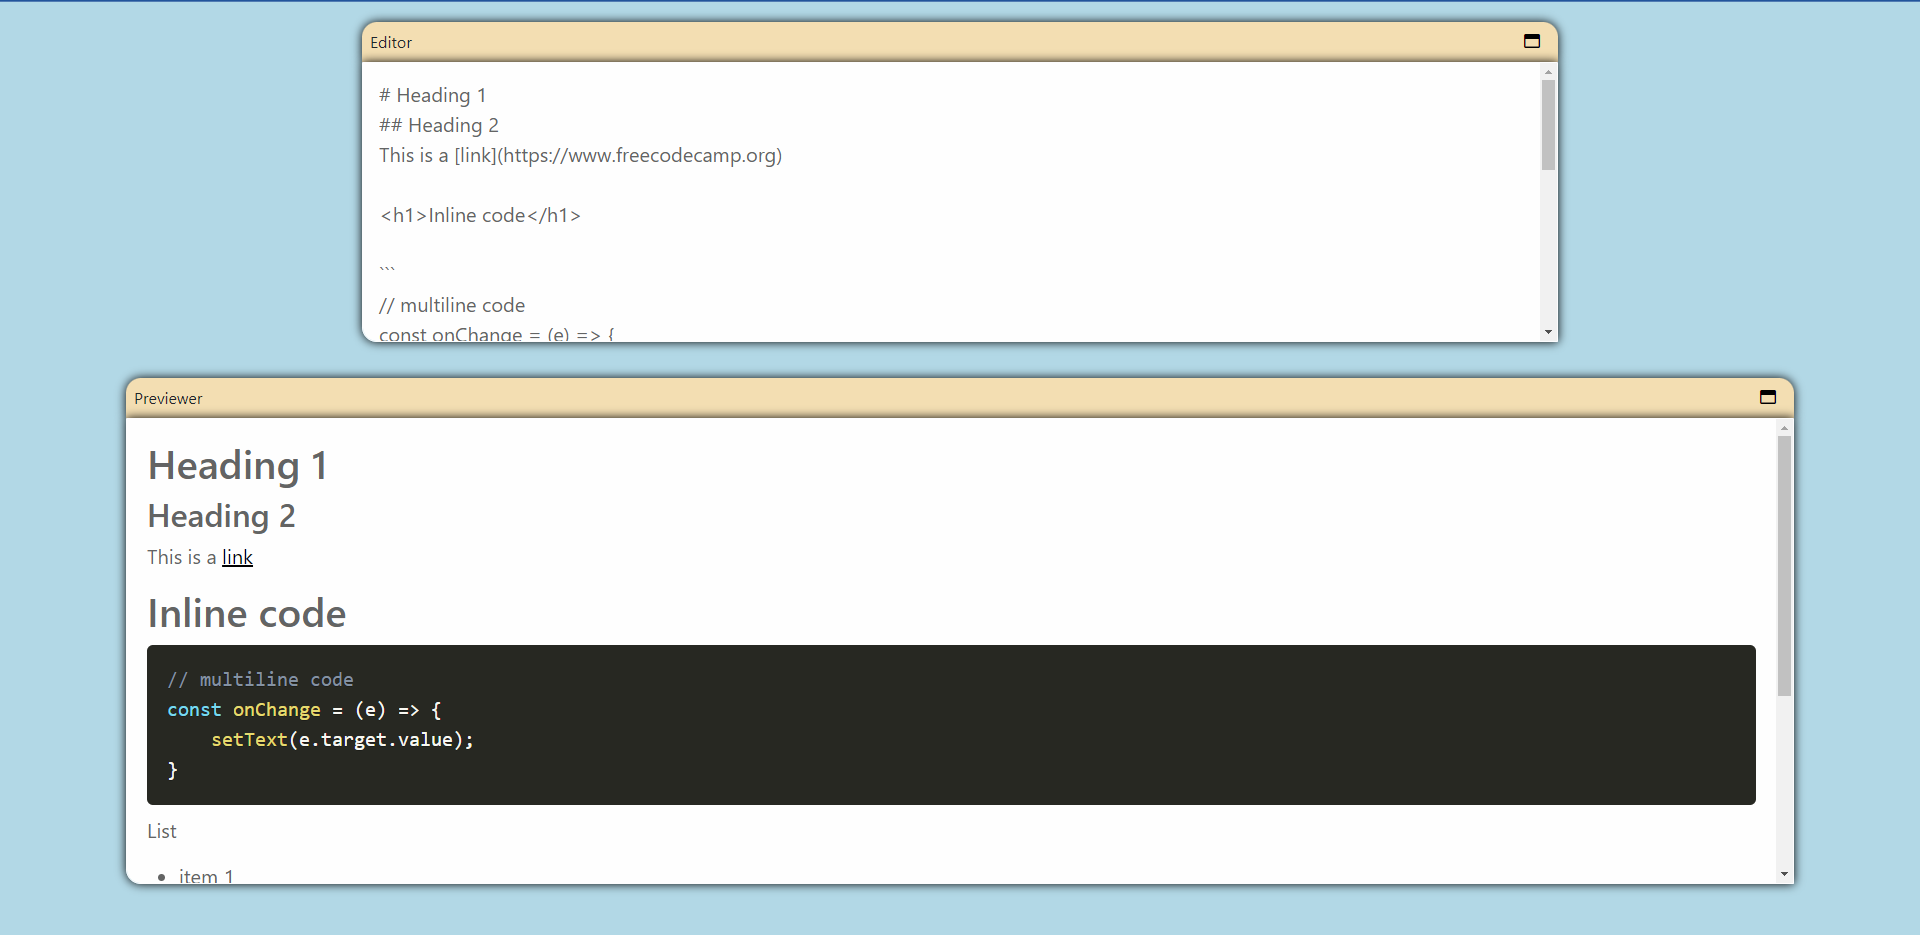 Editor
# Heading 1
## Heading 2
This is a [link](https://www.freecodecamp.org)
<h1>Inline code</h1>
```
// multiline code
const onChange = (e) => {
Previewer
Heading 1
Heading 2
This is a link
Inline code
// multiline code
const onChange = (e) => {
    setText(e.target.value);
}
List
• item 1